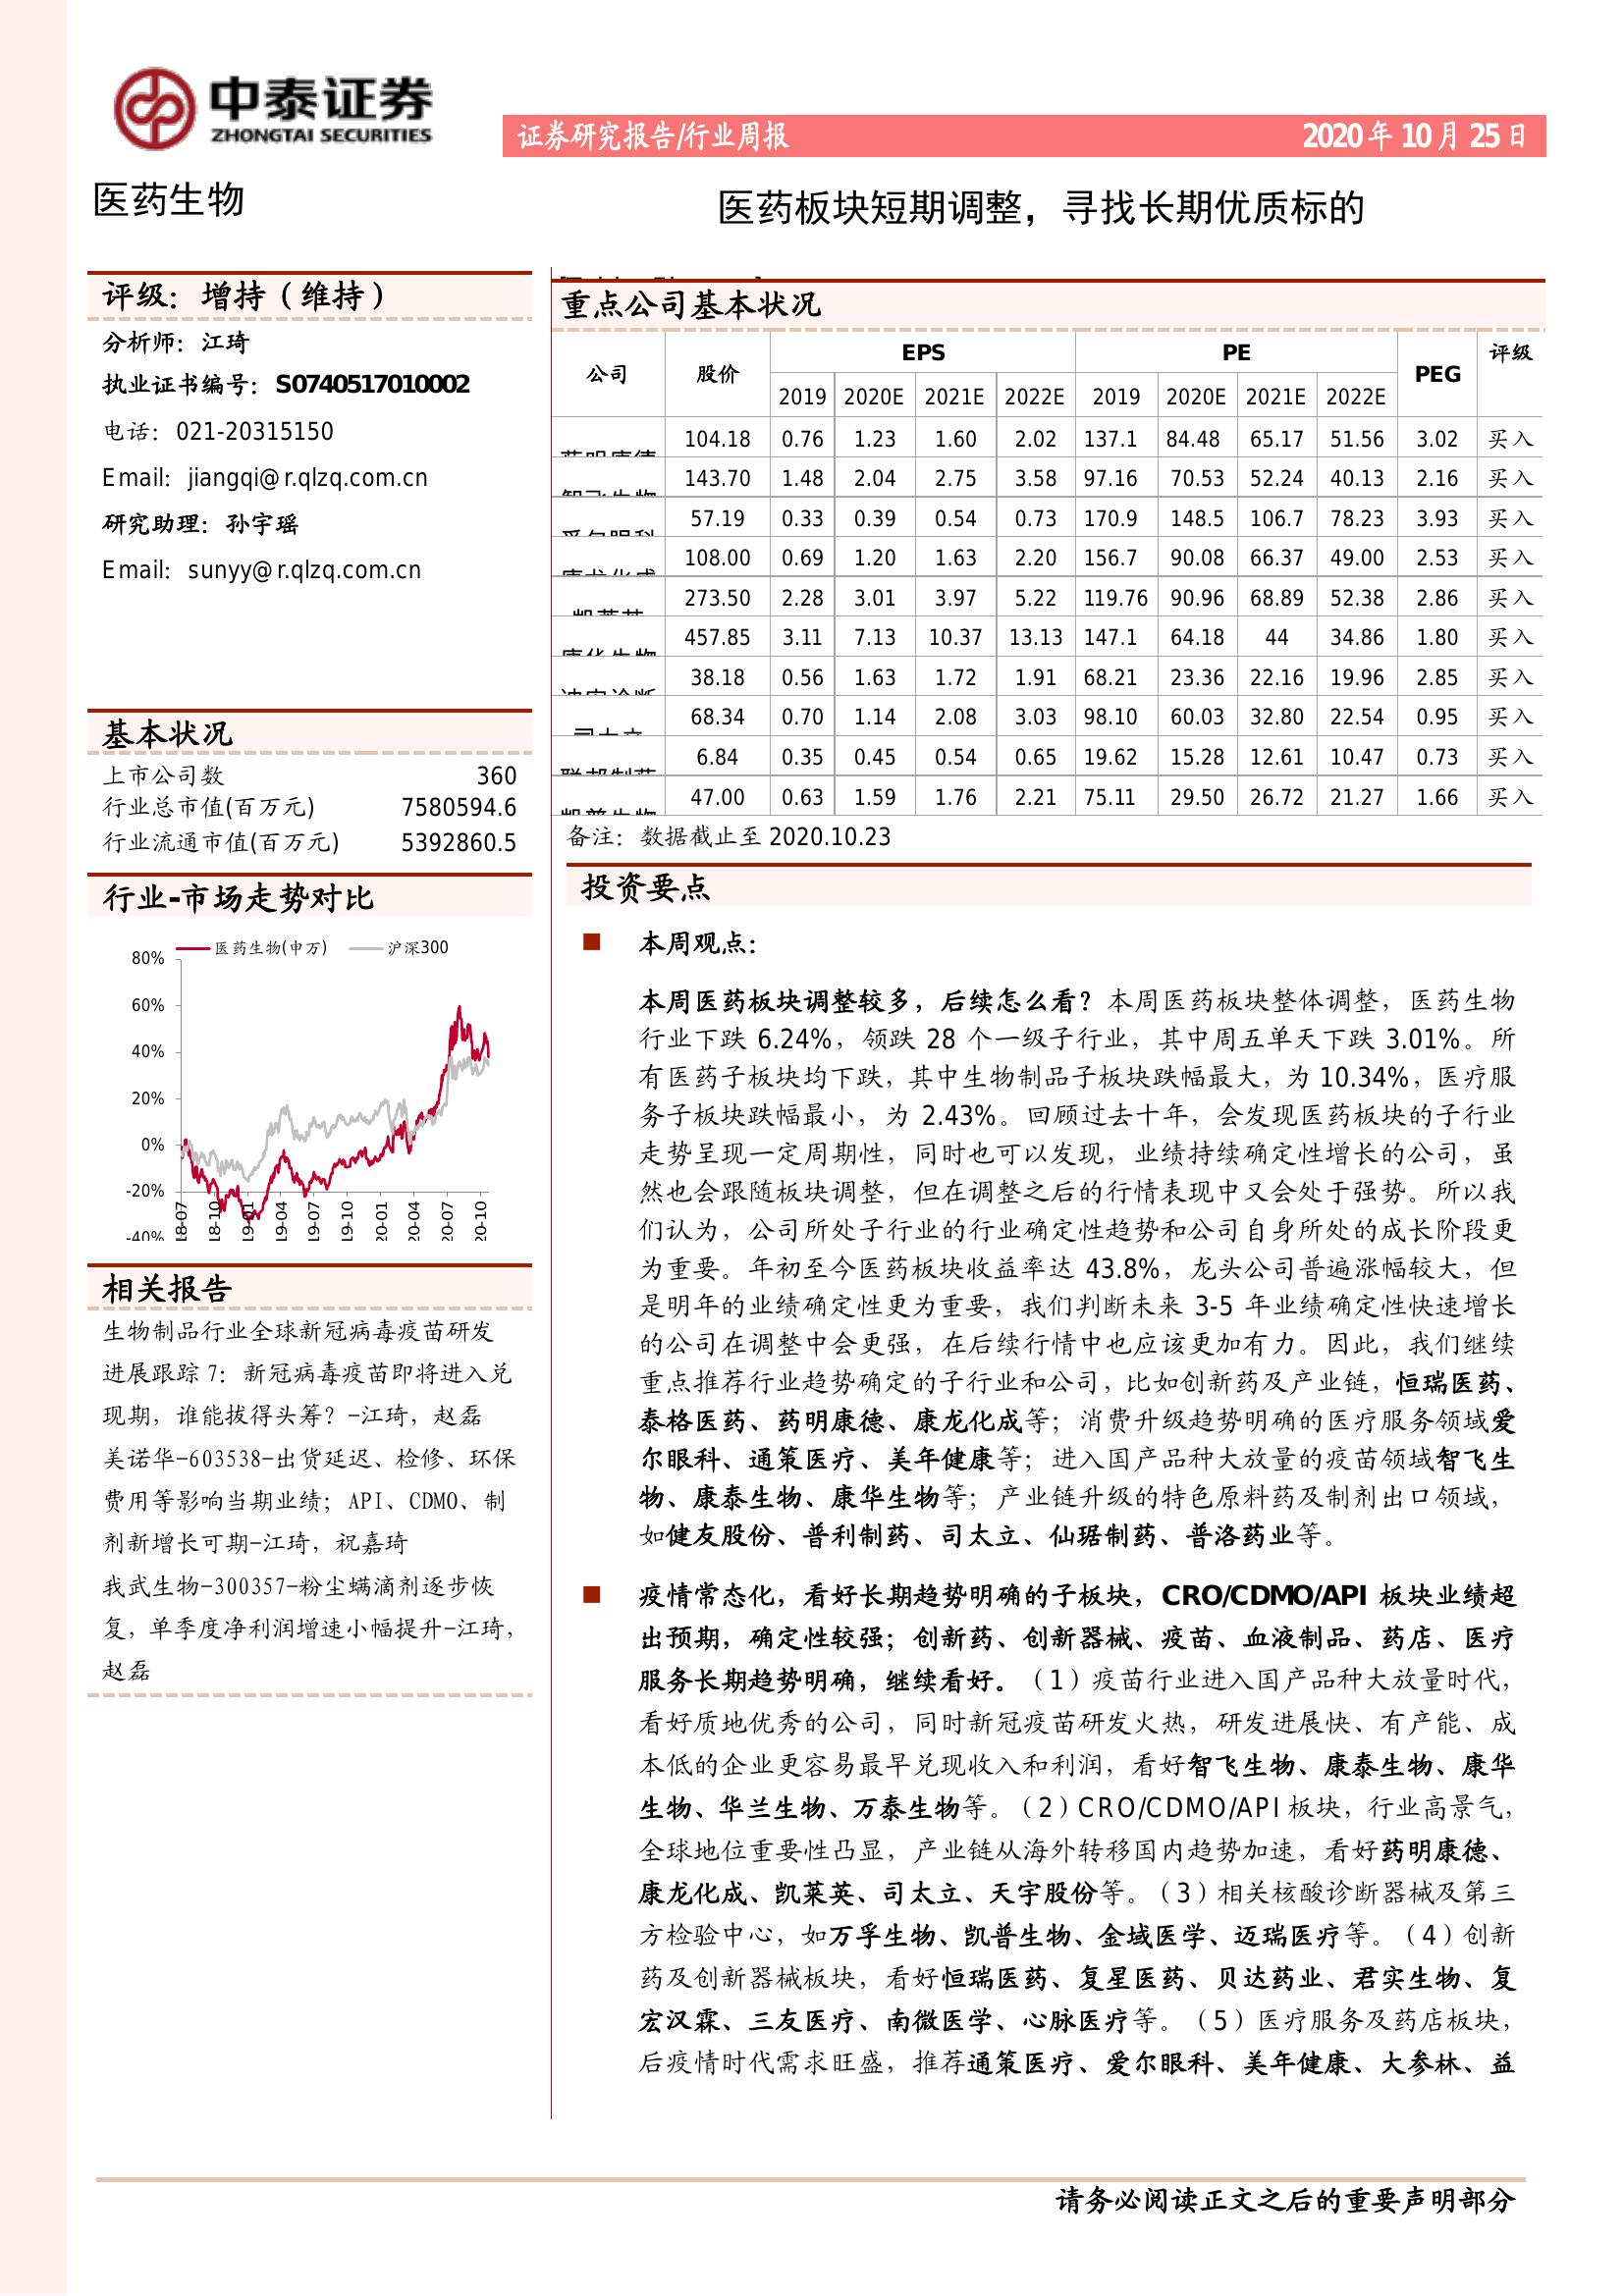 中泰证券
ZHONGTAI SECURITIES
证券研究报告/行业周报 2020 年 10 月 25 日
医药生物
医药板块短期调整，寻找长期优质标的
评级：增持（维持）
分析师：江琦
执业证书编号：S0740517010002
电话：021-20315150
Email：jiangqi@r.qlzq.com.cn
研究助理：孙宇瑶
Email：sunyy@r.qlzq.com.cn
基本状况
上市公司数 360
行业总市值(百万元) 7580594.6
行业流通市值(百万元) 5392860.5
行业-市场走势对比
医药生物(申万) 沪深300
80%
60%
40%
20%
0%
-20%
-40%
18-07 18-10 19-01 19-04 19-07 19-10 20-01 20-04 20-07 20-10
相关报告
生物制品行业全球新冠病毒疫苗研发
进展跟踪 7：新冠病毒疫苗即将进入兑
现期，谁能拔得头筹？-江琦，赵磊
美诺华-603538-出货延迟、检修、环保
费用等影响当期业绩；API、CDMO、制
剂新增长可期-江琦，祝嘉琦
我武生物-300357-粉尘螨滴剂逐步恢
复，单季度净利润增速小幅提升-江琦，
赵磊
重点公司基本状况
公司 股价 EPS PE PEG 评级
2019 2020E 2021E 2022E 2019 2020E 2021E 2022E
104.18 0.76 1.23 1.60 2.02 137.1 84.48 65.17 51.56 3.02 买入
143.70 1.48 2.04 2.75 3.58 97.16 70.53 52.24 40.13 2.16 买入
57.19 0.33 0.39 0.54 0.73 170.9 148.5 106.7 78.23 3.93 买入
108.00 0.69 1.20 1.63 2.20 156.7 90.08 66.37 49.00 2.53 买入
273.50 2.28 3.01 3.97 5.22 119.76 90.96 68.89 52.38 2.86 买入
457.85 3.11 7.13 10.37 13.13 147.1 64.18 44 34.86 1.80 买入
38.18 0.56 1.63 1.72 1.91 68.21 23.36 22.16 19.96 2.85 买入
68.34 0.70 1.14 2.08 3.03 98.10 60.03 32.80 22.54 0.95 买入
6.84 0.35 0.45 0.54 0.65 19.62 15.28 12.61 10.47 0.73 买入
47.00 0.63 1.59 1.76 2.21 75.11 29.50 26.72 21.27 1.66 买入
备注：数据截止至 2020.10.23
投资要点
本周观点：
本周医药板块调整较多，后续怎么看？本周医药板块整体调整，医药生物
行业下跌 6.24%，领跌 28 个一级子行业，其中周五单天下跌 3.01%。所
有医药子板块均下跌，其中生物制品子板块跌幅最大，为 10.34%，医疗服
务子板块跌幅最小，为 2.43%。回顾过去十年，会发现医药板块的子行业
走势呈现一定周期性，同时也可以发现，业绩持续确定性增长的公司，虽
然也会跟随板块调整，但在调整之后的行情表现中又会处于强势。所以我
们认为，公司所处子行业的行业确定性趋势和公司自身所处的成长阶段更
为重要。年初至今医药板块收益率达 43.8%，龙头公司普遍涨幅较大，但
是明年的业绩确定性更为重要，我们判断未来 3-5 年业绩确定性快速增长
的公司在调整中会更强，在后续行情中也应该更加有力。因此，我们继续
重点推荐行业趋势确定的子行业和公司，比如创新药及产业链，恒瑞医药、
泰格医药、药明康德、康龙化成等；消费升级趋势明确的医疗服务领域爱
尔眼科、通策医疗、美年健康等；进入国产品种大放量的疫苗领域智飞生
物、康泰生物、康华生物等；产业链升级的特色原料药及制剂出口领域，
如健友股份、普利制药、司太立、仙琚制药、普洛药业等。
疫情常态化，看好长期趋势明确的子板块，CRO/CDMO/API 板块业绩超
出预期，确定性较强；创新药、创新器械、疫苗、血液制品、药店、医疗
服务长期趋势明确，继续看好。（1）疫苗行业进入国产品种大放量时代，
看好质地优秀的公司，同时新冠疫苗研发火热，研发进展快、有产能、成
本低的企业更容易最早兑现收入和利润，看好智飞生物、康泰生物、康华
生物、华兰生物、万泰生物等。（2）CRO/CDMO/API 板块，行业高景气，
全球地位重要性凸显，产业链从海外转移国内趋势加速，看好药明康德、
康龙化成、凯莱英、司太立、天宇股份等。（3）相关核酸诊断器械及第三
方检验中心，如万孚生物、凯普生物、金域医学、迈瑞医疗等。（4）创新
药及创新器械板块，看好恒瑞医药、复星医药、贝达药业、君实生物、复
宏汉霖、三友医疗、南微医学、心脉医疗等。（5）医疗服务及药店板块，
后疫情时代需求旺盛，推荐通策医疗、爱尔眼科、美年健康、大参林、益
请务必阅读正文之后的重要声明部分